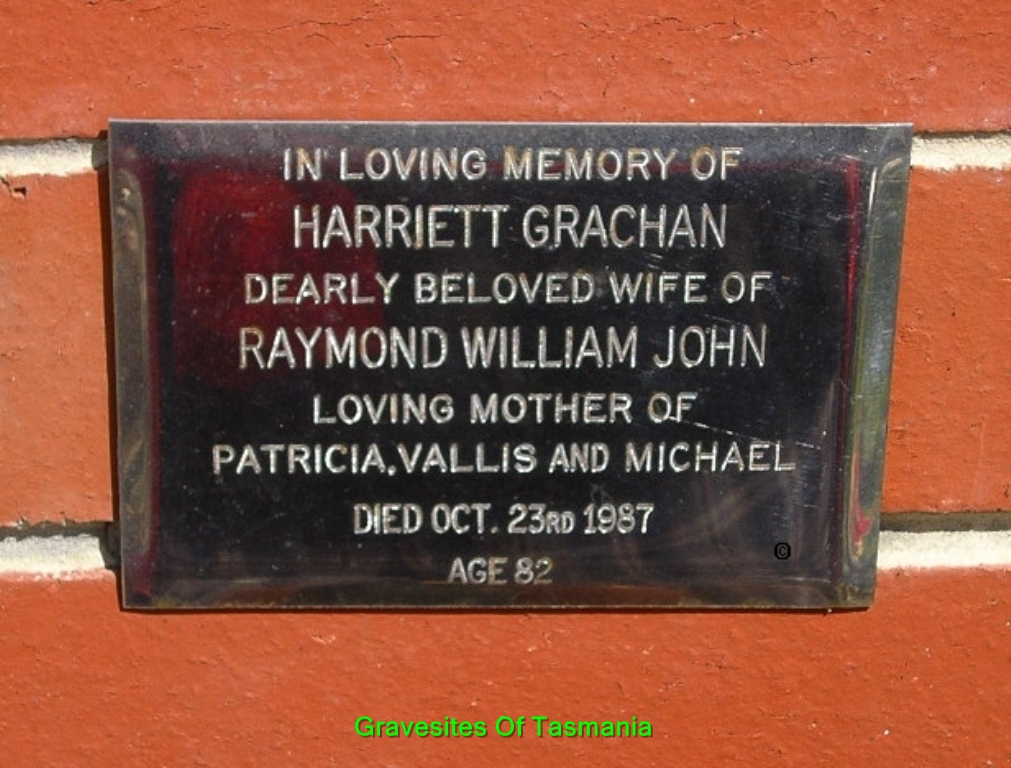 IN LOVING MEMORY OF
HARRIETT GRACHAN
DEARLY BELOVED WIFE OF
RAYMOND WILLIAM JOHN
LOVING MOTHER OF
PATRICIA,VALLIS AND MICHAEL
DIED OCT. 23RD 1987
AGE 82
©
Gravesites Of Tasmania